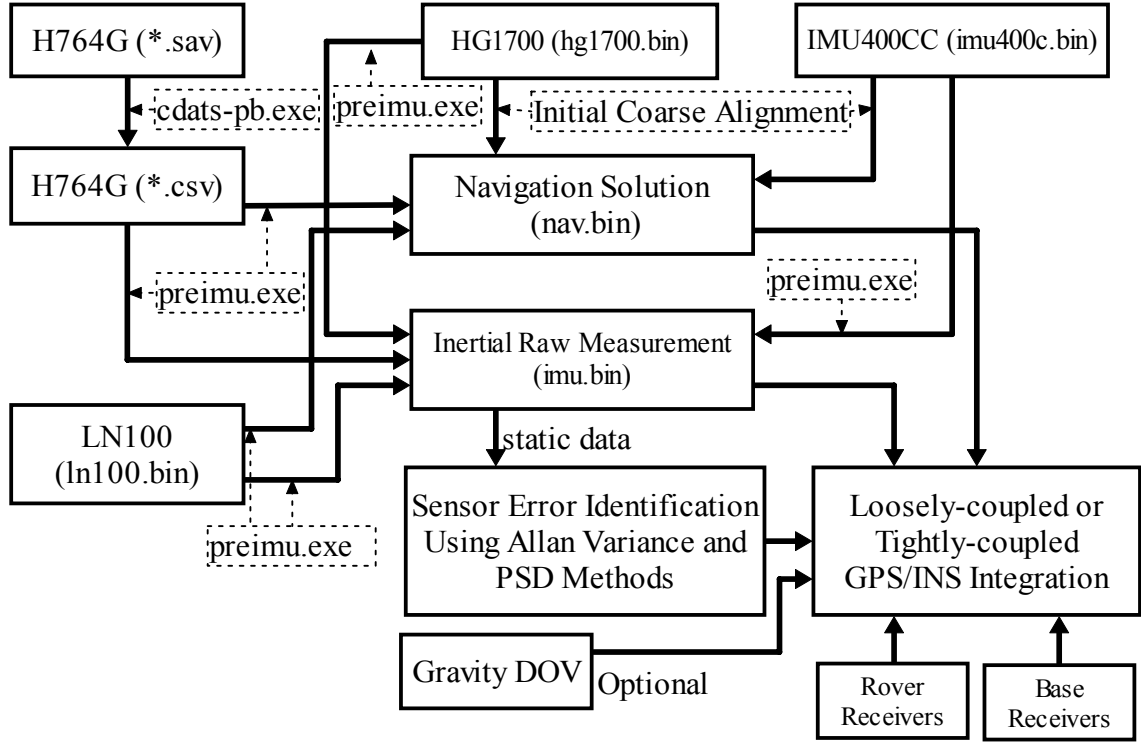 H764G (*.sav)
HG1700 (hg1700.bin)
IMU400CC (imu400c.bin)
cdats-pb.exe
preimu.exe
Initial Coarse Alignment
H764G (*.csv)
Navigation Solution
(nav.bin)
preimu.exe
preimu.exe
Inertial Raw Measurement
(imu.bin)
LN100
(ln100.bin)
static data
preimu.exe
Sensor Error Identification
Using Allan Variance and
PSD Methods
Loosely-coupled or
Tightly-coupled
GPS/INS Integration
Gravity DOV
Optional
Rover
Receivers
Base
Receivers